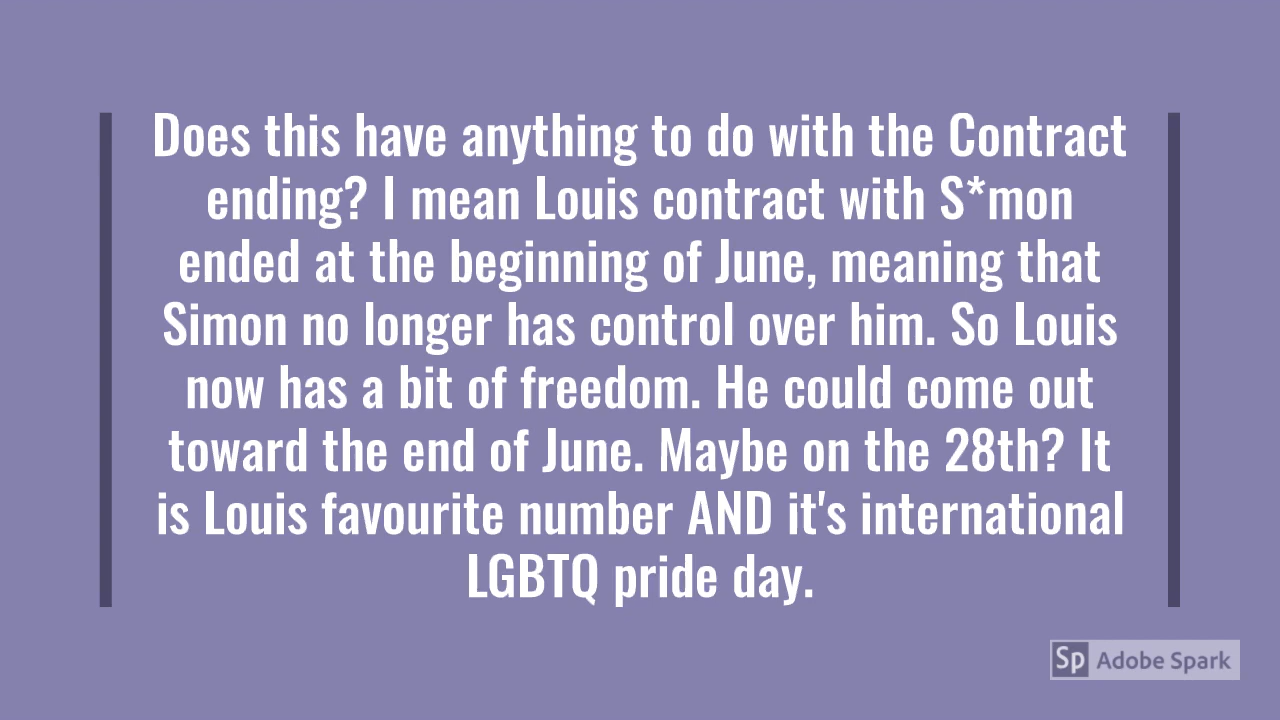 Does this have anything to do with the Contract
ending? I mean Louis contract with S*mon
ended at the beginning of June, meaning that
Simon no longer has control over him. So Louis
now has a bit of freedom. He could come out
toward the end of June. Maybe on the 28th? It
is Louis favourite number AND it's international
LGBTQ pride day.
Sp Adobe Spark